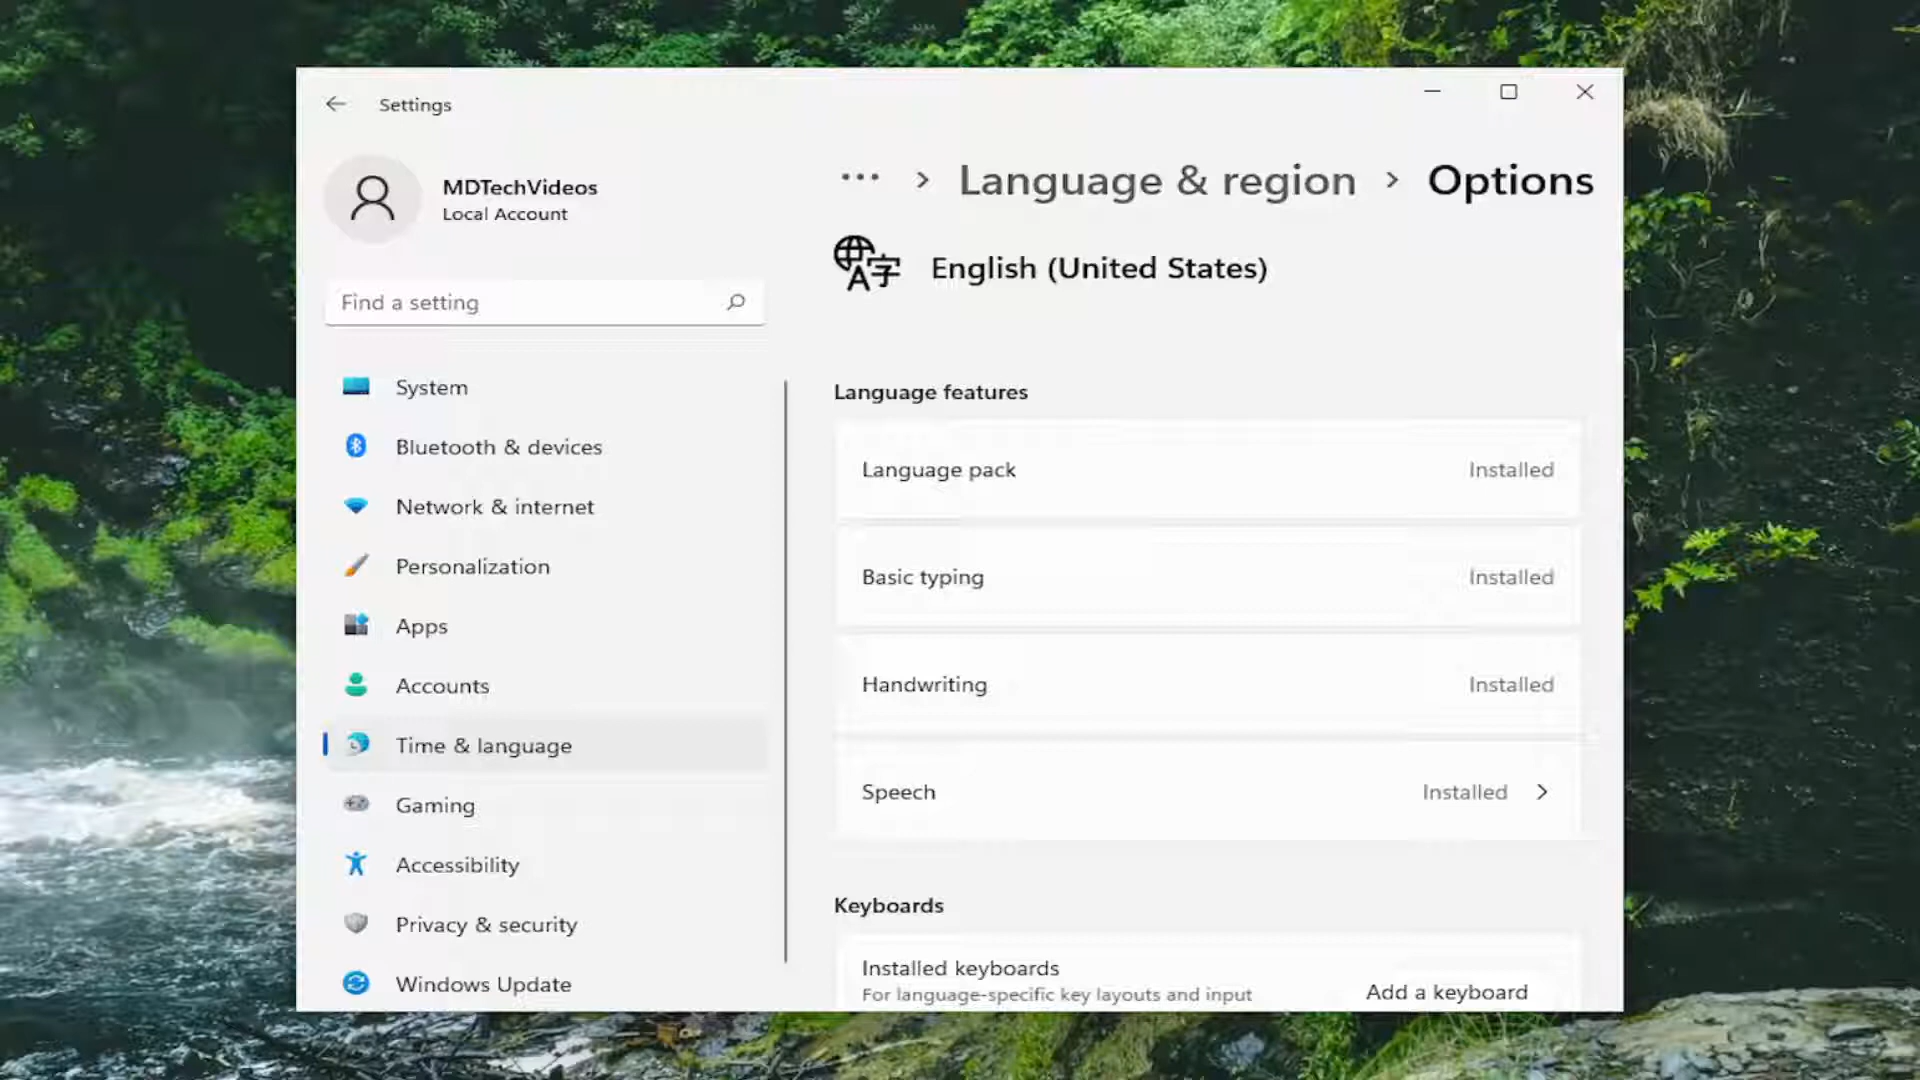 Settings
MDTechVideos
Local Account
Find a setting
System
Bluetooth & devices
Network & internet
Personalization
Apps
Accounts
Time & language
Gaming
Accessibility
Privacy & security
Windows Update
... > Language & region > Options
A字 English (United States)
Language features
Language pack Installed
Basic typing Installed
Handwriting Installed
Speech Installed >
Keyboards
Installed keyboards
For language-specific key layouts and input
Add a keyboard